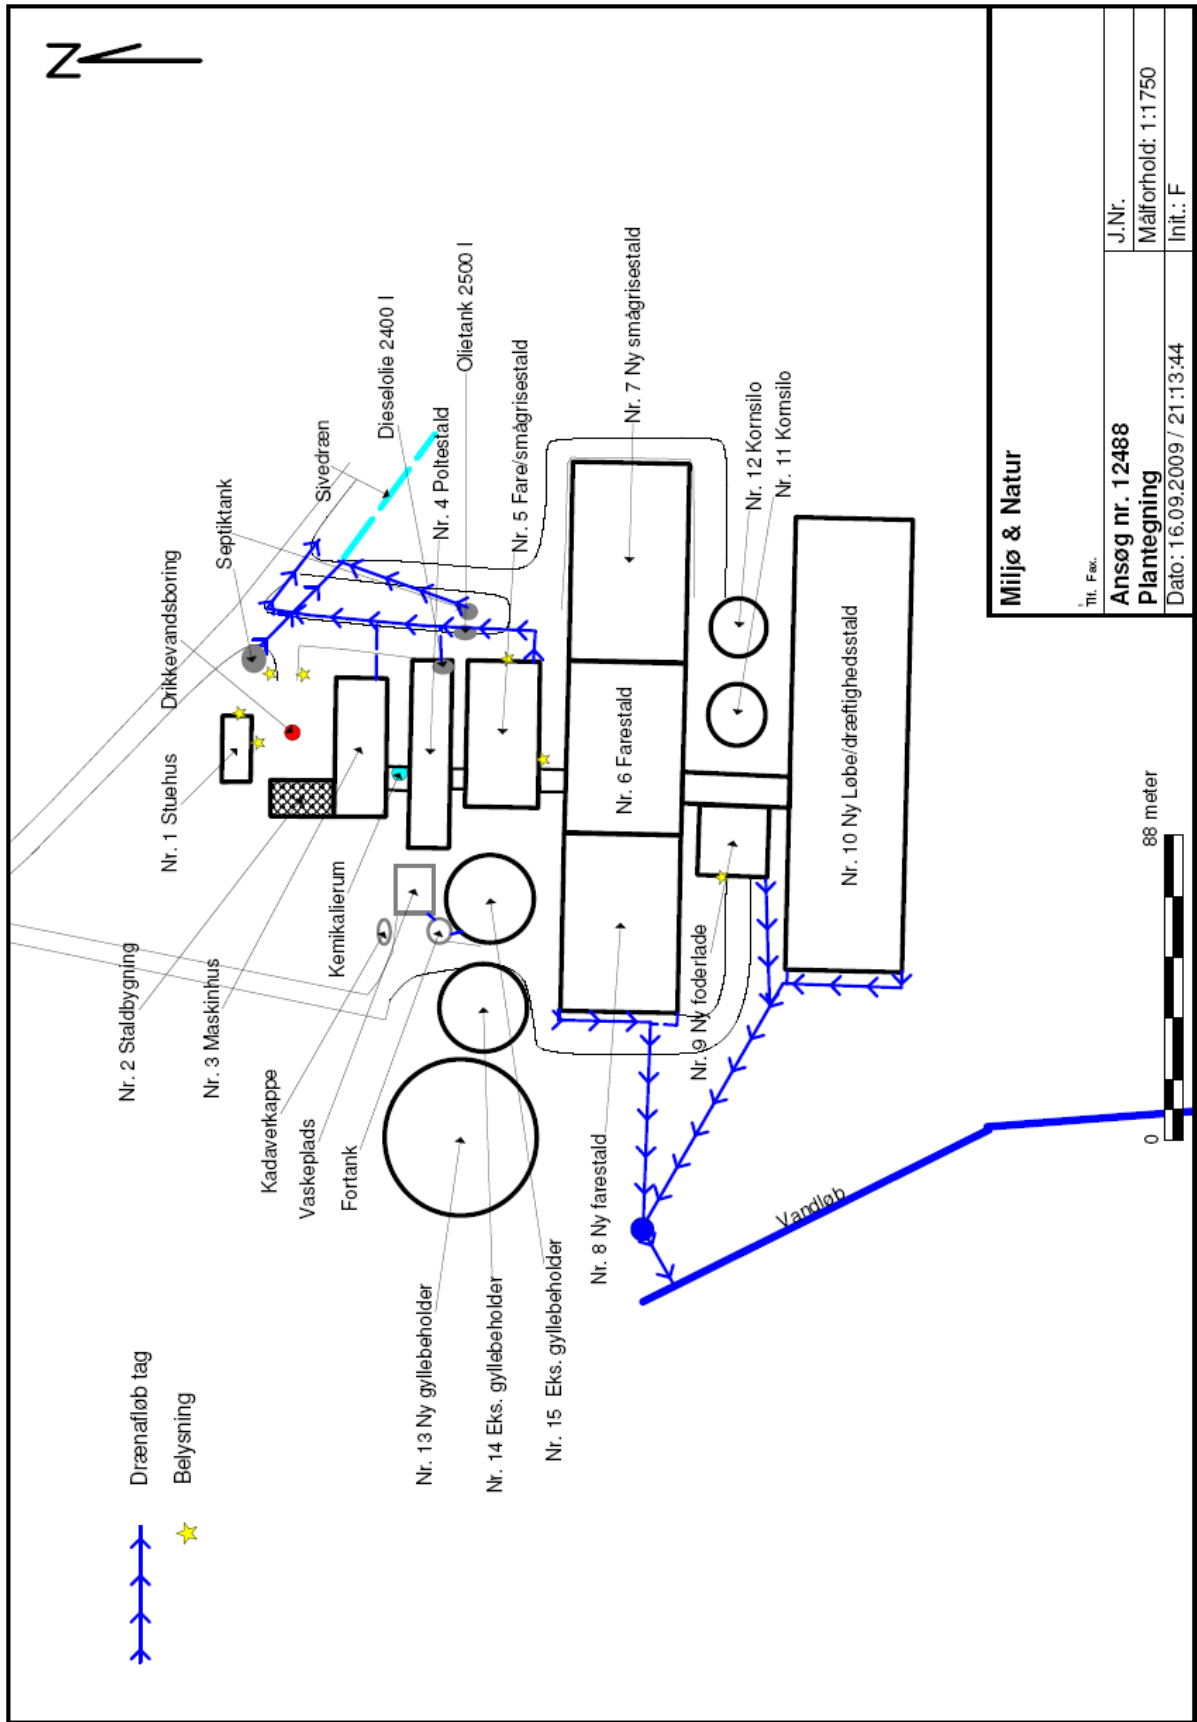 N
Drænafløb tag
Belysning
Nr. 2 Staldbygning
Nr. 3 Maskinhus
Nr. 1 Stuehus
Drikkevandsboring
Septiktank
Sivedræn
Dieselolie 2400 l
Nr. 4 Poltestald
Olietank 2500 l
Nr. 5 Fare/smågrisestald
Nr. 7 Ny smågrisestald
Nr. 12 Kornsilo
Nr. 11 Kornsilo
Kemikalierum
Kadaverkappe
Vaskeplads
Fortank
Nr. 13 Ny gyllebeholder
Nr. 14 Eks. gyllebeholder
Nr. 15 Eks. gyllebeholder
Nr. 8 Ny farestald
Nr. 6 Farestald
Nr. 9 Ny foderlade
Nr. 10 Ny Løbe/drægtighedsstald
Vandløb
0
88 meter
Miljø & Natur
,
Tlf. Fax.
Ansøg nr. 12488
J.Nr.
Plantegning
Målforhold: 1:1750
Dato: 16.09.2009 / 21:13:44
Init.: F